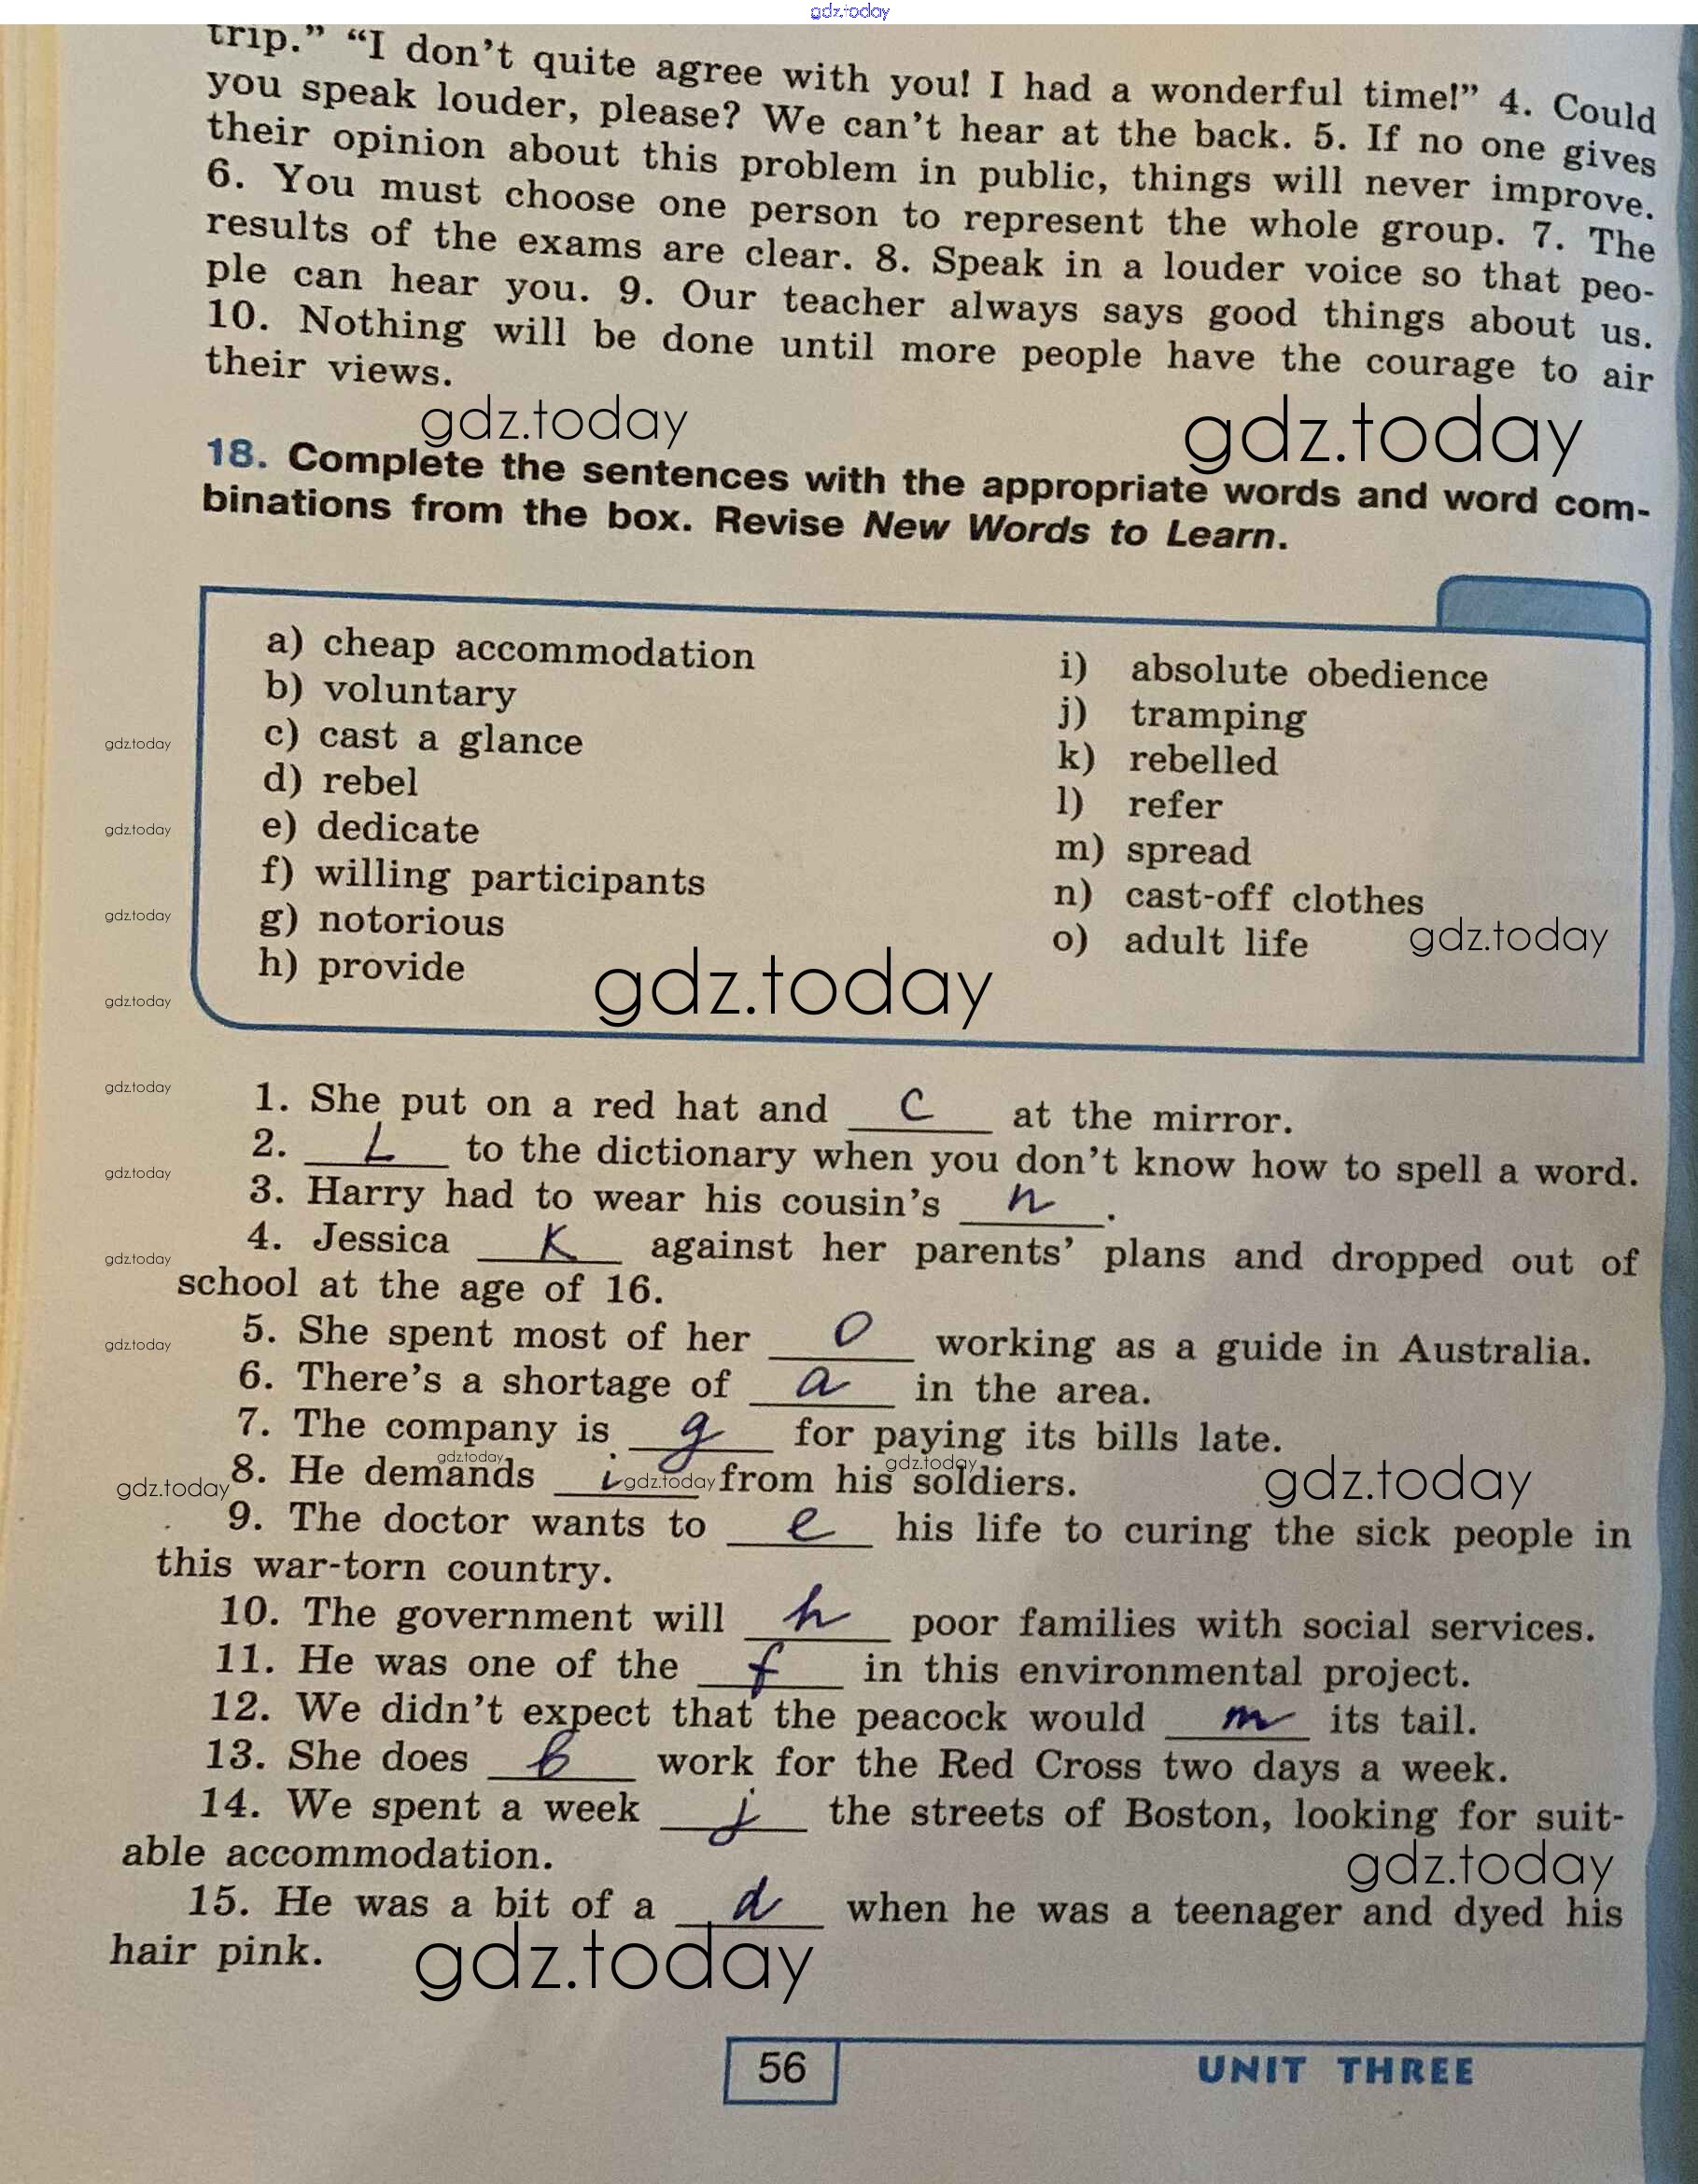 gdz.today
trip.” “I don’t quite agree with you! I had a wonderful time!” 4. Could
you speak louder, please? We can’t hear at the back. 5. If no one gives
their opinion about this problem in public, things will never improve.
6. You must choose one person to represent the whole group. 7. The
results of the exams are clear. 8. Speak in a louder voice so that peo-
ple can hear you. 9. Our teacher always says good things about us.
10. Nothing will be done until more people have the courage to air
their views.
gdz.today gdz.today
18. Complete the sentences with the appropriate words and word com-
binations from the box. Revise New Words to Learn.
a) cheap accommodation
b) voluntary
c) cast a glance
d) rebel
e) dedicate
f) willing participants
g) notorious
h) provide
i) absolute obedience
j) tramping
k) rebelled
l) refer
m) spread
n) cast-off clothes
o) adult life
gdz.today
gdz.today
gdz.today
gdz.today
gdz.today
gdz.today
gdz.today
gdz.today
gdz.today
gdz.today
1. She put on a red hat and c at the mirror.
2. L to the dictionary when you don’t know how to spell a word.
3. Harry had to wear his cousin’s n.
4. Jessica K against her parents’ plans and dropped out of
school at the age of 16.
5. She spent most of her o working as a guide in Australia.
6. There’s a shortage of a in the area.
7. The company is g for paying its bills late.
gdz.today gdz.today
8. He demands i from his soldiers.
gdz.today gdz.today gdz.today
9. The doctor wants to e his life to curing the sick people in
this war-torn country.
10. The government will h poor families with social services.
11. He was one of the f in this environmental project.
12. We didn’t expect that the peacock would m its tail.
13. She does b work for the Red Cross two days a week.
14. We spent a week j the streets of Boston, looking for suit-
able accommodation.
gdz.today
15. He was a bit of a d when he was a teenager and dyed his
hair pink.
gdz.today
56
UNIT THREE